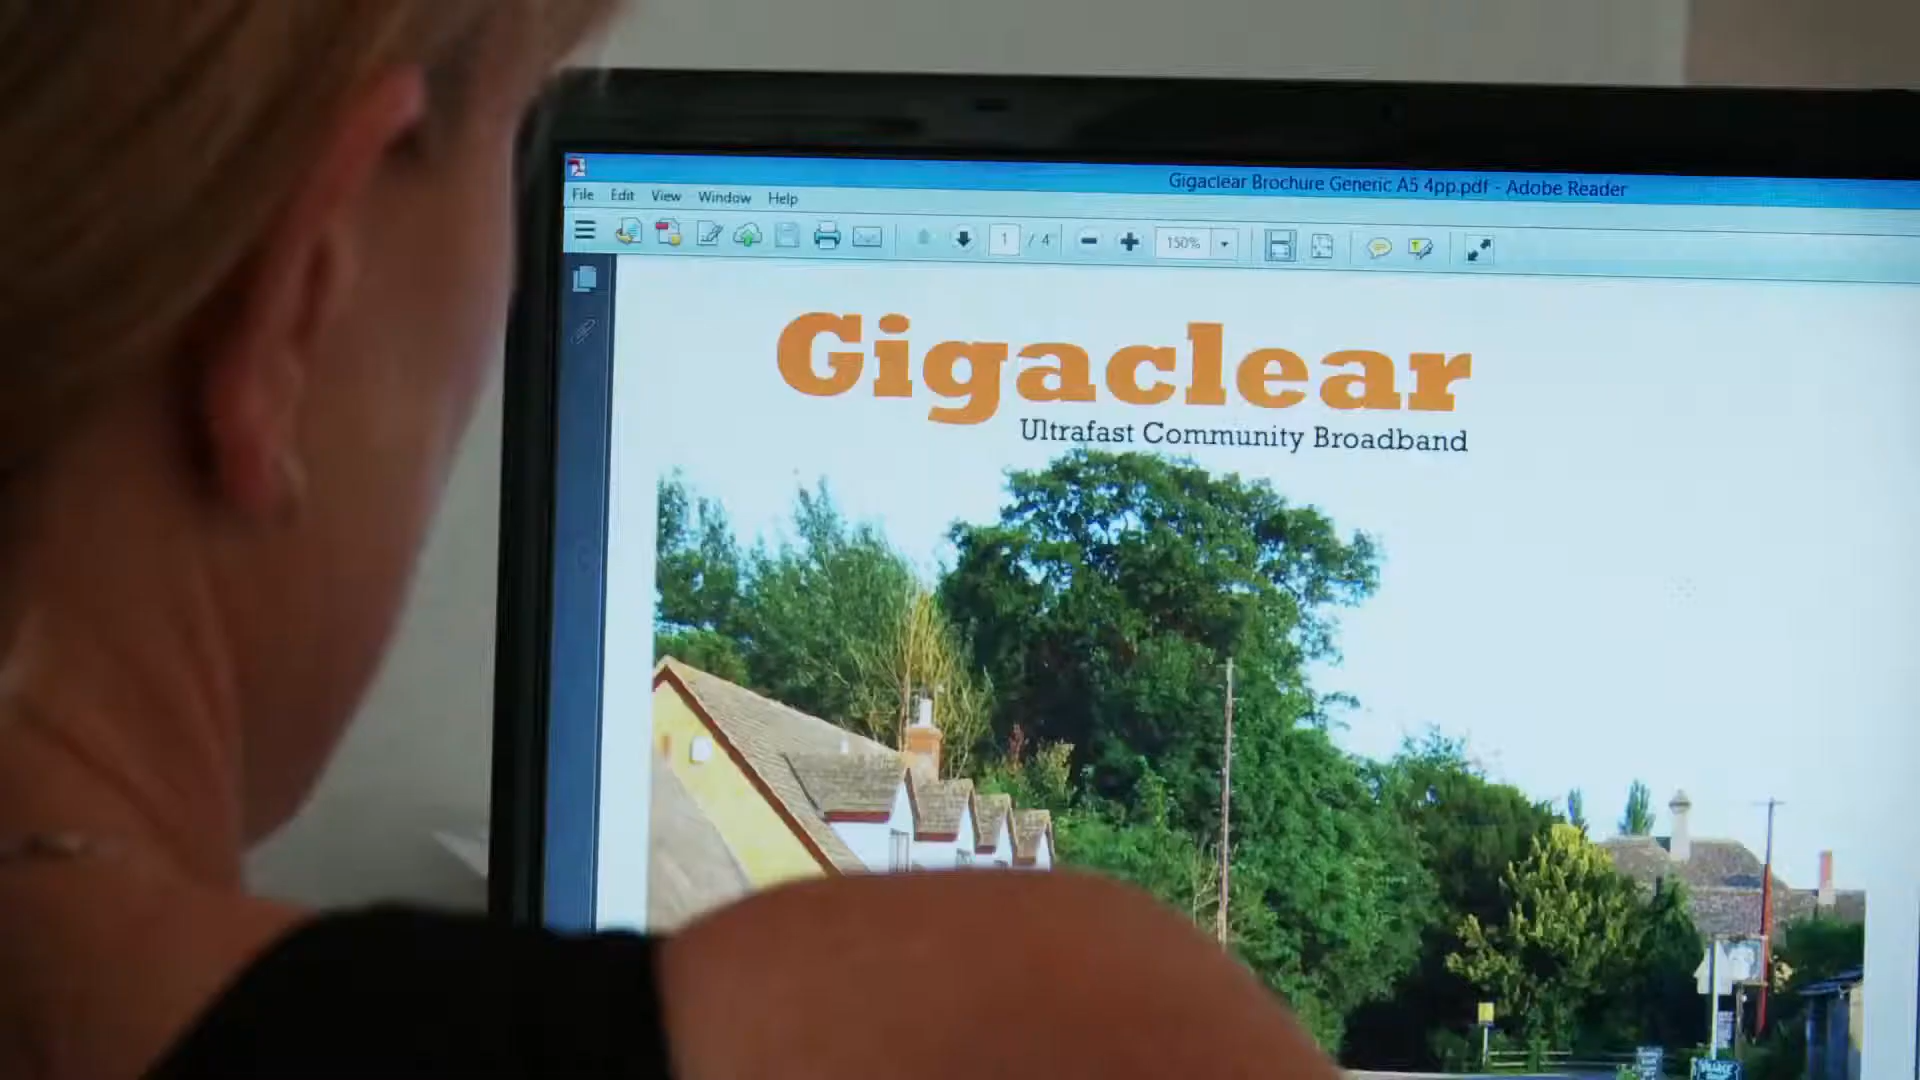 Gigaclear Brochure Generic A5 4pp.pdf - Adobe Reader
File Edit View Window Help
1 / 4 150%
Gigaclear
Ultrafast Community Broadband